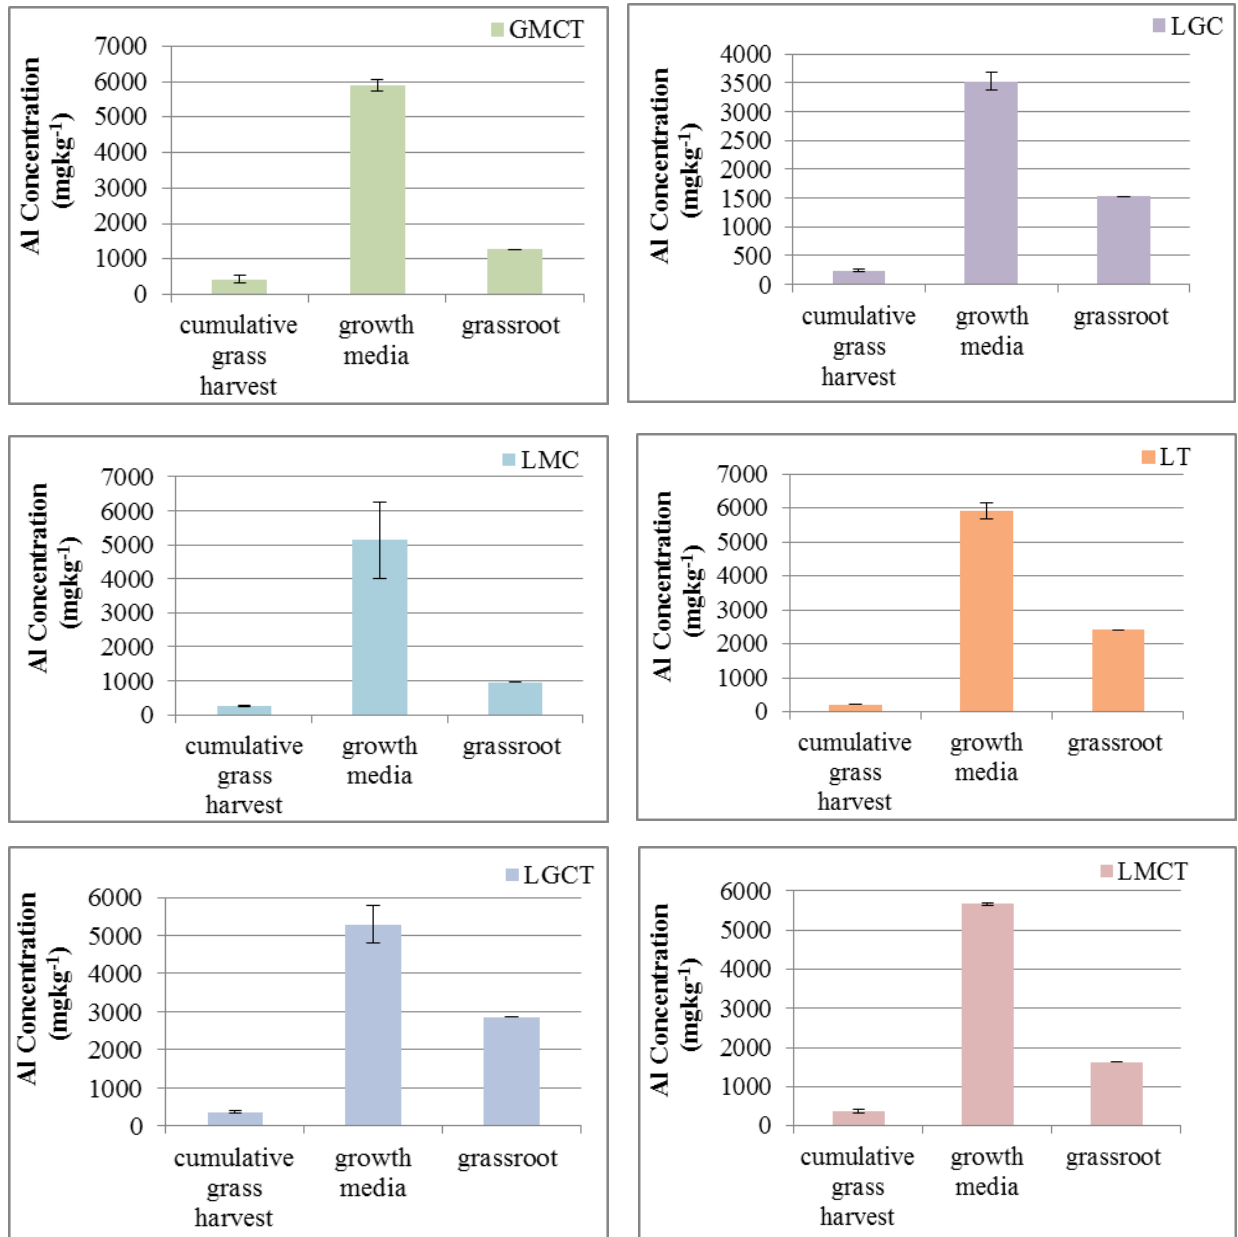 GMCT
Al Concentration
(mgkg-1)
7000
6000
5000
4000
3000
2000
1000
0
cumulative
grass
harvest
growth
media
grassroot
LGC
Al Concentration
(mgkg-1)
4000
3500
3000
2500
2000
1500
1000
500
0
cumulative
grass
harvest
growth
media
grassroot
LMC
Al Concentration
(mgkg-1)
7000
6000
5000
4000
3000
2000
1000
0
cumulative
grass
harvest
growth
media
grassroot
LT
Al Concentration
(mgkg-1)
7000
6000
5000
4000
3000
2000
1000
0
cumulative
grass
harvest
growth
media
grassroot
LGCT
Al Concentration
(mgkg-1)
6000
5000
4000
3000
2000
1000
0
cumulative
grass
harvest
growth
media
grassroot
LMCT
Al Concentration
(mgkg-1)
6000
5000
4000
3000
2000
1000
0
cumulative
grass
harvest
growth
media
grassroot